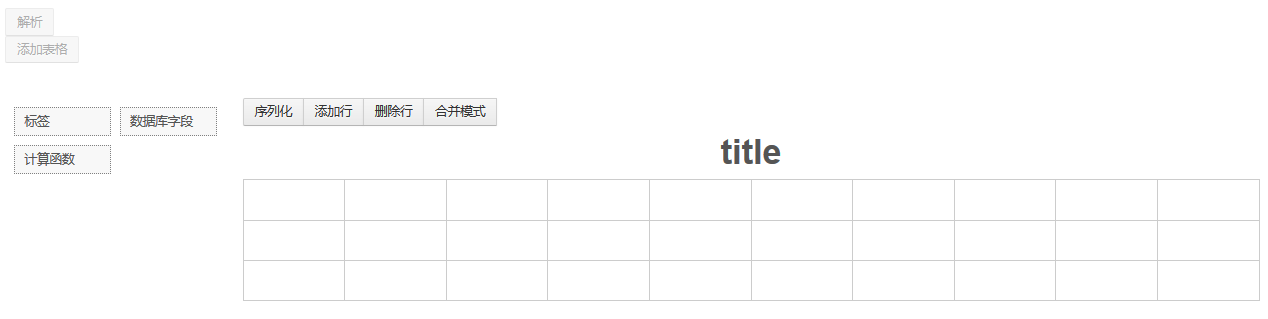 解析
添加表格
序列化 添加行 删除行 合并模式
标签 数据库字段
title
计算函数